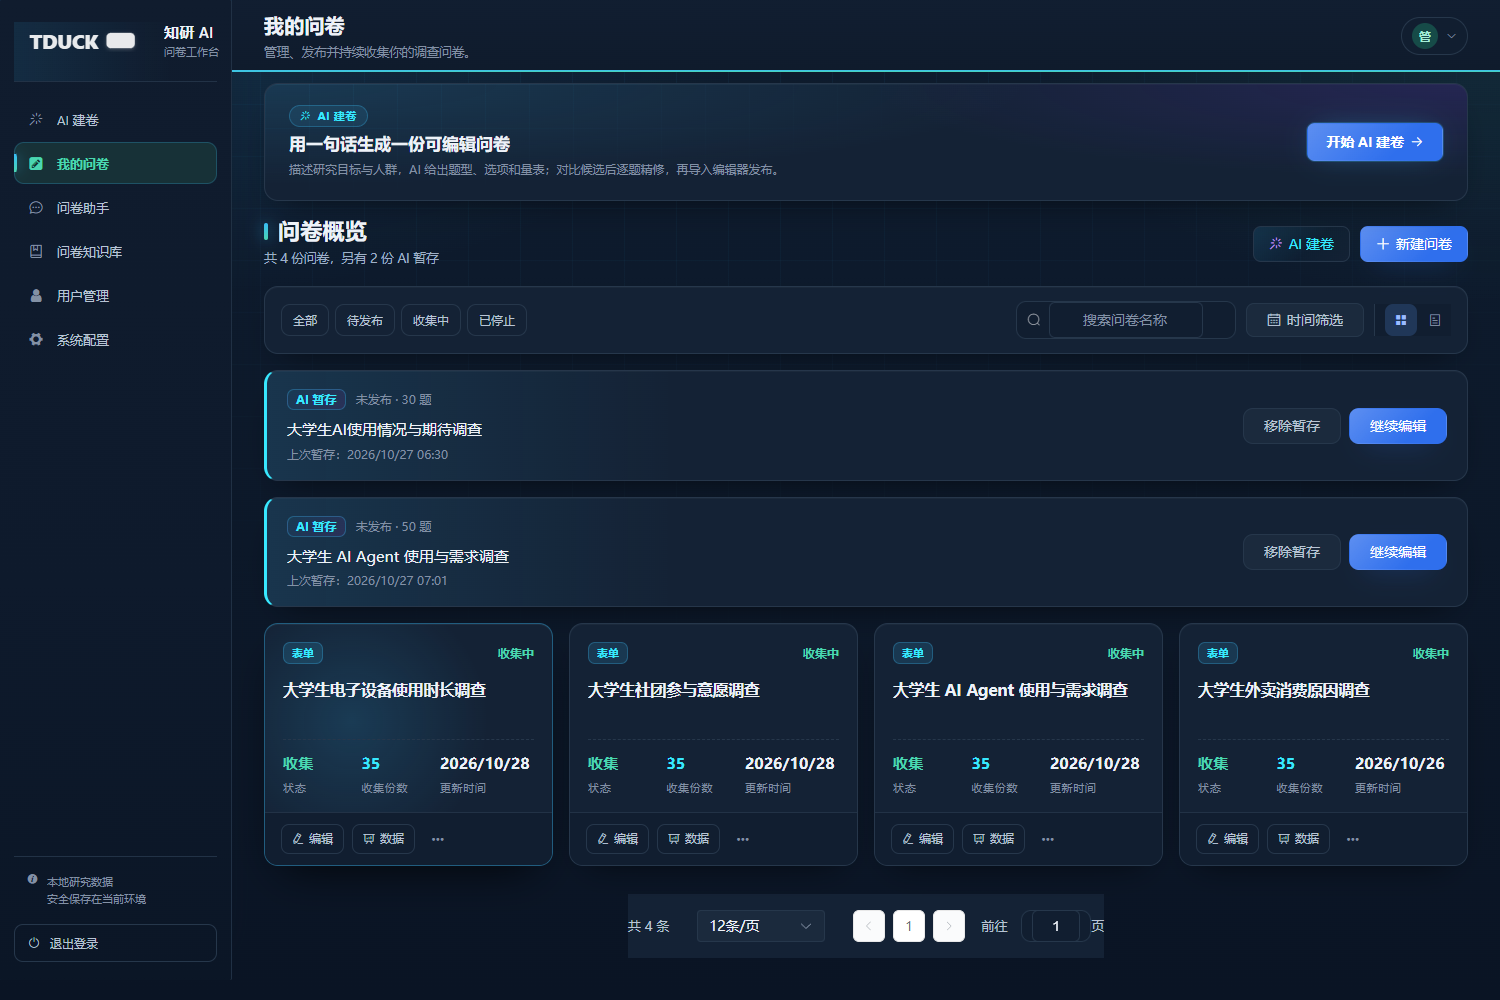 TDUCK
知研 AI
问卷工作台
AI 建卷
我的问卷
问卷助手
问卷知识库
用户管理
系统配置
本地研究数据
安全保存在当前环境
退出登录
我的问卷
管理、发布并持续收集你的调查问卷。
管
AI 建卷
用一句话生成一份可编辑问卷
描述研究目标与人群，AI 给出题型、选项和量表；对比候选后逐题精修，再导入编辑器发布。
开始 AI 建卷
问卷概览
共 4 份问卷，另有 2 份 AI 暂存
AI 建卷
新建问卷
全部 待发布 收集中 已停止
搜索问卷名称
时间筛选
AI 暂存 未发布 · 30 题
大学生AI使用情况与期待调查
上次暂存：2026/10/27 06:30
移除暂存 继续编辑
AI 暂存 未发布 · 50 题
大学生 AI Agent 使用与需求调查
上次暂存：2026/10/27 07:01
移除暂存 继续编辑
表单 收集中
大学生电子设备使用时长调查
收集 35 2026/10/28
状态 收集份数 更新时间
编辑 数据
表单 收集中
大学生社团参与意愿调查
收集 35 2026/10/28
状态 收集份数 更新时间
编辑 数据
表单 收集中
大学生 AI Agent 使用与需求调查
收集 35 2026/10/28
状态 收集份数 更新时间
编辑 数据
表单 收集中
大学生外卖消费原因调查
收集 35 2026/10/26
状态 收集份数 更新时间
编辑 数据
共 4 条 12条/页 1 前往 1 页